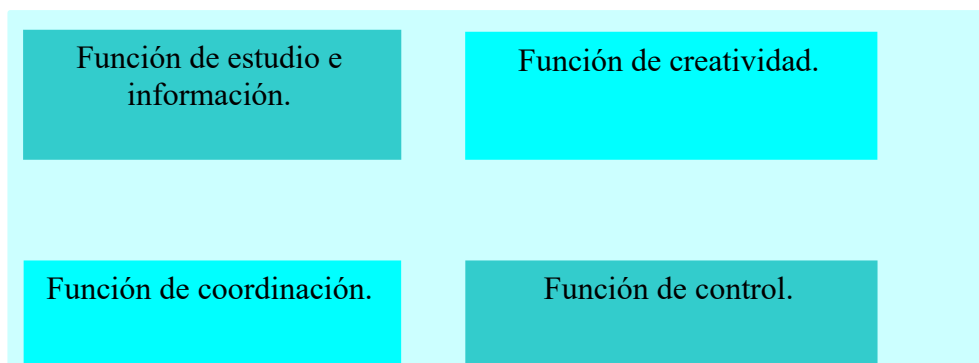 Función de estudio e
información.
Función de creatividad.
Función de coordinación.
Función de control.